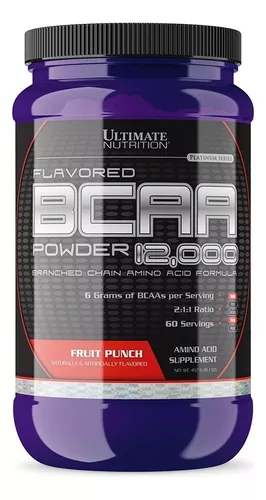 ULTIMATE
NUTRITION®
PLATINUM SERIES
FLAVORED
BCAA
POWDER 12,000
BRANCHED CHAIN AMINO ACID FORMULA
6 Grams of BCAAs per Serving
2:1:1 Ratio
60 Servings
FRUIT PUNCH
NATURALLY & ARTIFICIALLY FLAVORED
AMINO ACID
SUPPLEMENT